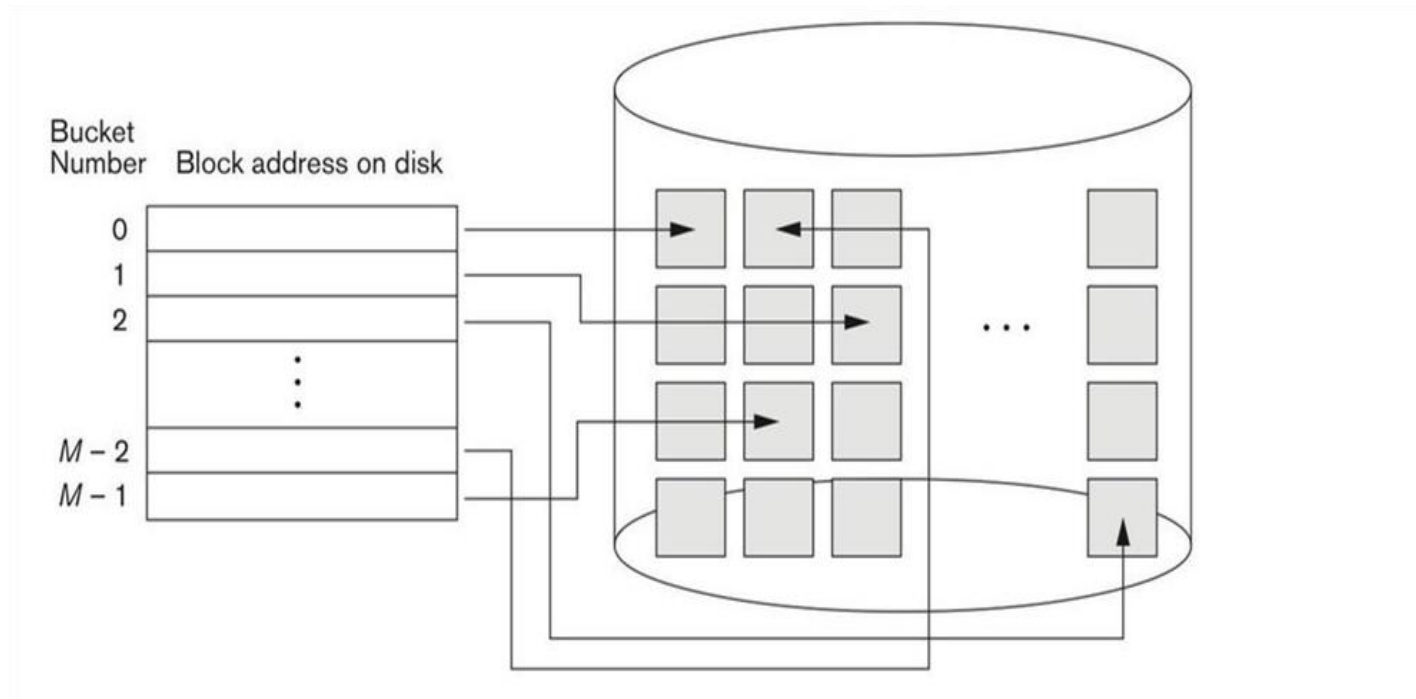 Bucket
Number Block address on disk
0
1
2
⋮
M – 2
M – 1
...